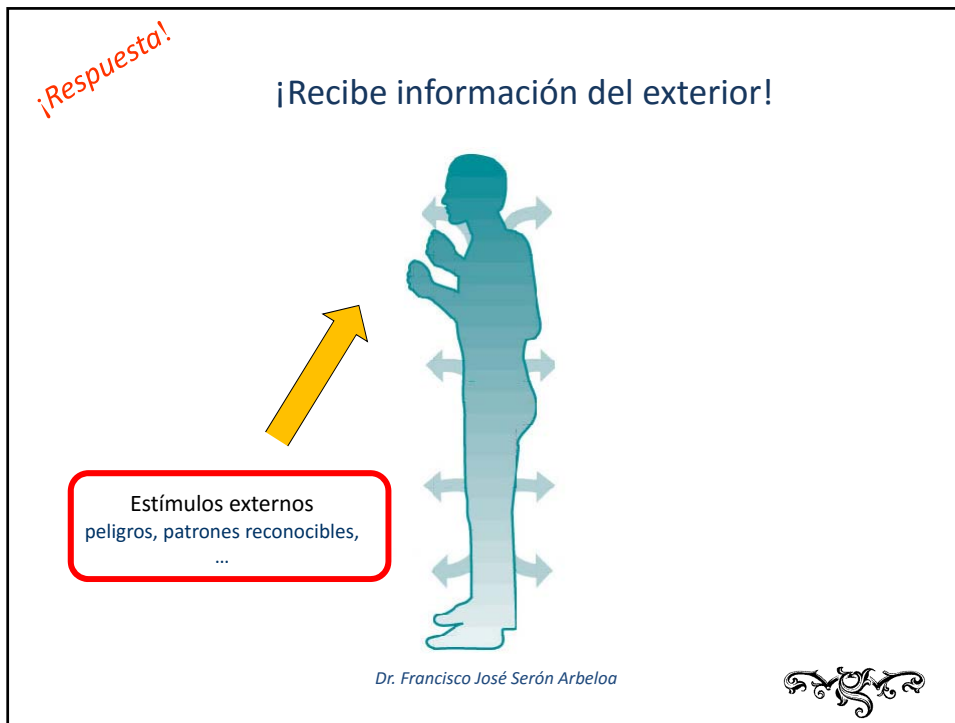 ¡Respuesta!
¡Recibe información del exterior!
Estímulos externos
peligros, patrones reconocibles,
...
Dr. Francisco José Serón Arbeloa